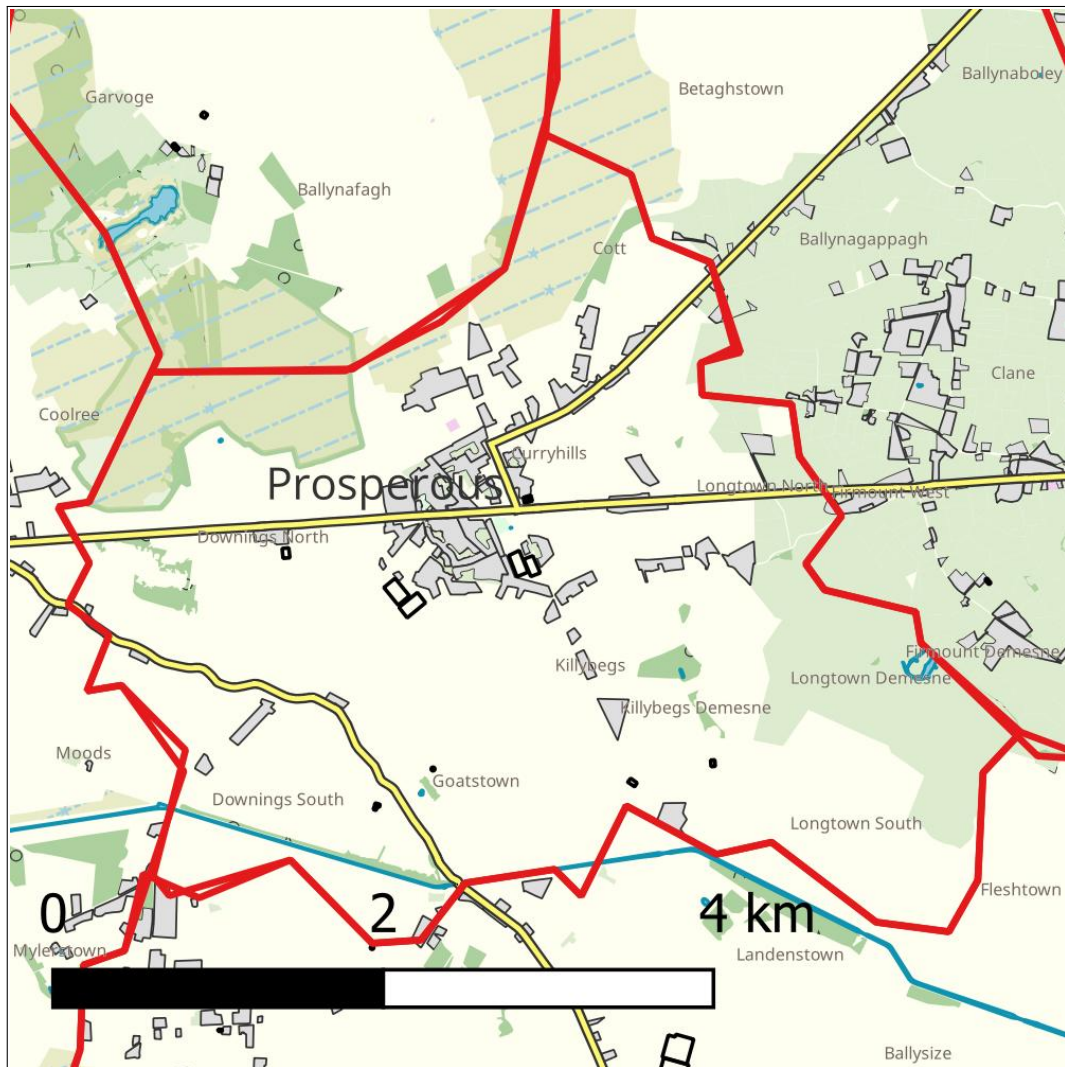 Ballynaboley
Betaghstown
Garvoge
Ballynafagh
Ballynagappagh
Cott
Clane
Coolree
Curryhills
Prosperous
Longtown North
Firmount West
Downings North
Firmount Demesne
Killybegs
Longtown Demesne
Killybegs Demesne
Moods
Goatstown
Downings South
Longtown South
Fleshtown
0 2 4 km
Mylerstown
Landenstown
Ballysize